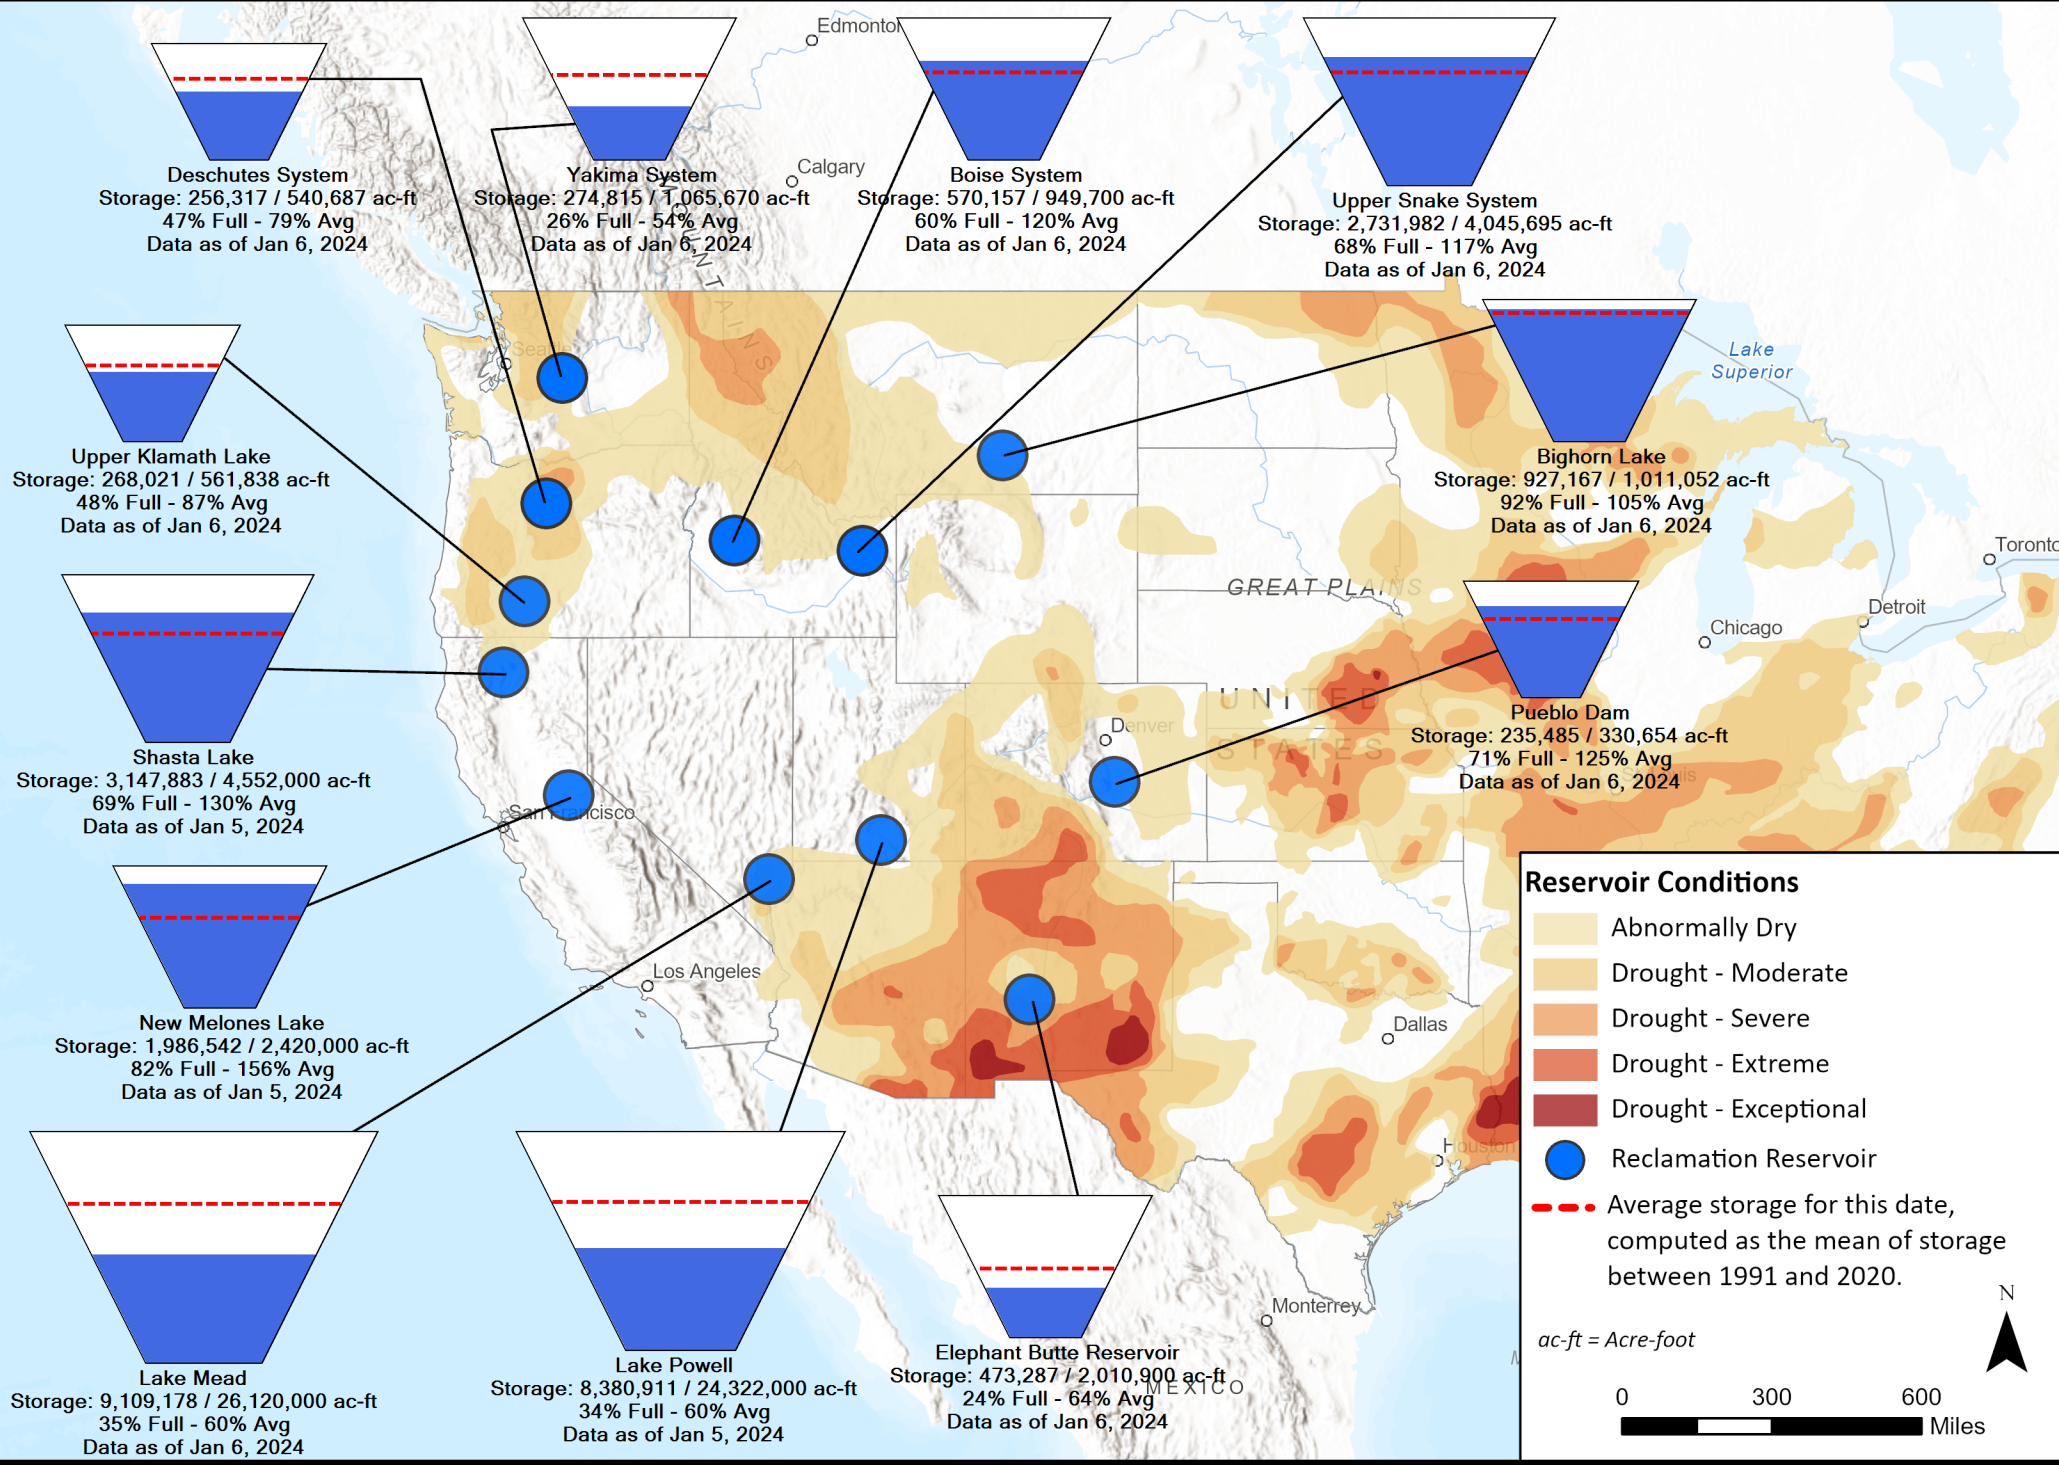 Edmonton
Calgary
Deschutes System
Storage: 256,317 / 540,687 ac-ft
47% Full - 79% Avg
Data as of Jan 6, 2024
Yakima System
Storage: 274,815 / 1,065,670 ac-ft
26% Full - 54% Avg
Data as of Jan 6, 2024
Boise System
Storage: 570,157 / 949,700 ac-ft
60% Full - 120% Avg
Data as of Jan 6, 2024
Upper Snake System
Storage: 2,731,982 / 4,045,695 ac-ft
68% Full - 117% Avg
Data as of Jan 6, 2024
Seattle
Lake
Superior
Upper Klamath Lake
Storage: 268,021 / 561,838 ac-ft
48% Full - 87% Avg
Data as of Jan 6, 2024
Bighorn Lake
Storage: 927,167 / 1,011,052 ac-ft
92% Full - 105% Avg
Data as of Jan 6, 2024
Toronto
GREAT PLAINS
Detroit
Chicago
UNITED
STATES
Denver
Pueblo Dam
Storage: 235,485 / 330,654 ac-ft
71% Full - 125% Avg
Data as of Jan 6, 2024
Shasta Lake
Storage: 3,147,883 / 4,552,000 ac-ft
69% Full - 130% Avg
Data as of Jan 5, 2024
San Francisco
Los Angeles
Dallas
Houston
New Melones Lake
Storage: 1,986,542 / 2,420,000 ac-ft
82% Full - 156% Avg
Data as of Jan 5, 2024
Monterrey
MEXICO
Lake Mead
Storage: 9,109,178 / 26,120,000 ac-ft
35% Full - 60% Avg
Data as of Jan 6, 2024
Lake Powell
Storage: 8,380,911 / 24,322,000 ac-ft
34% Full - 60% Avg
Data as of Jan 5, 2024
Elephant Butte Reservoir
Storage: 473,287 / 2,010,900 ac-ft
24% Full - 64% Avg
Data as of Jan 6, 2024
Reservoir Conditions
Abnormally Dry
Drought - Moderate
Drought - Severe
Drought - Extreme
Drought - Exceptional
Reclamation Reservoir
Average storage for this date,
computed as the mean of storage
between 1991 and 2020.
N
ac-ft = Acre-foot
0 300 600
Miles